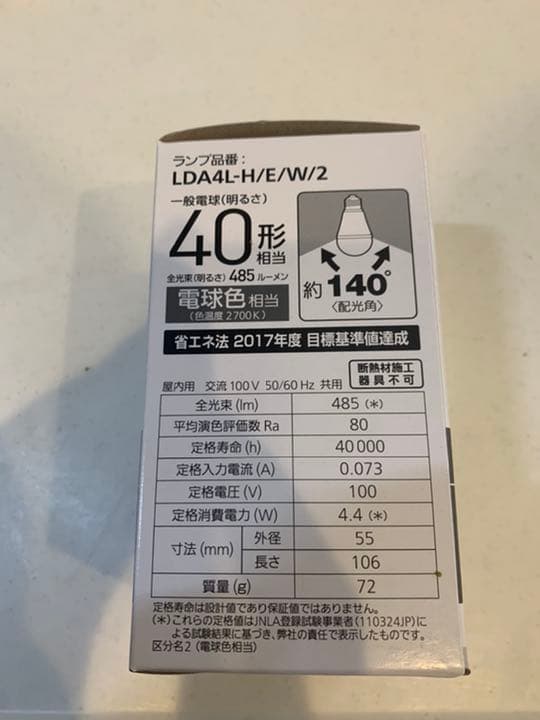 ランプ品番：
LDA4L-H/E/W/2
一般電球(明るさ)
40形
相当
全光束(明るさ) 485 ルーメン
電球色 相当
(色温度 2700K)
約140°
〈配光角〉
省エネ法 2017年度 目標基準値達成
屋内用 交流100V 50/60Hz 共用
断熱材施工
器具不可
全光束(lm) 485 (＊)
平均演色評価数 Ra 80
定格寿命(h) 40000
定格入力電流(A) 0.073
定格電圧(V) 100
定格消費電力(W) 4.4 (＊)
寸法(mm) 外径 55
長さ 106
質量(g) 72
定格寿命は設計値であり保証値ではありません。
(＊)これらの定格値はJNLA登録試験事業者(110324JP)に
よる試験結果に基づき、弊社の責任で表示したものです。
区分名2（電球色相当）